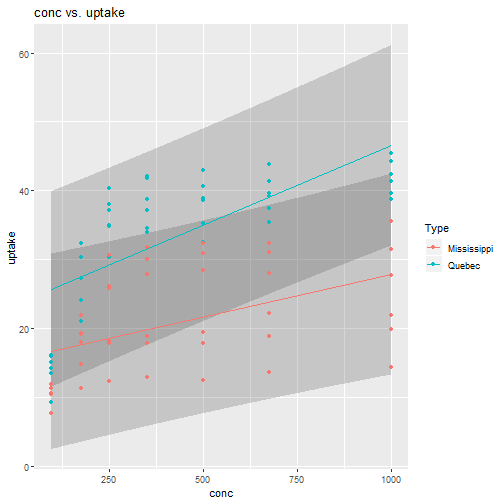 conc vs. uptake
60
40
20
0
uptake
250
500
750
1000
conc
Type
Mississippi
Quebec